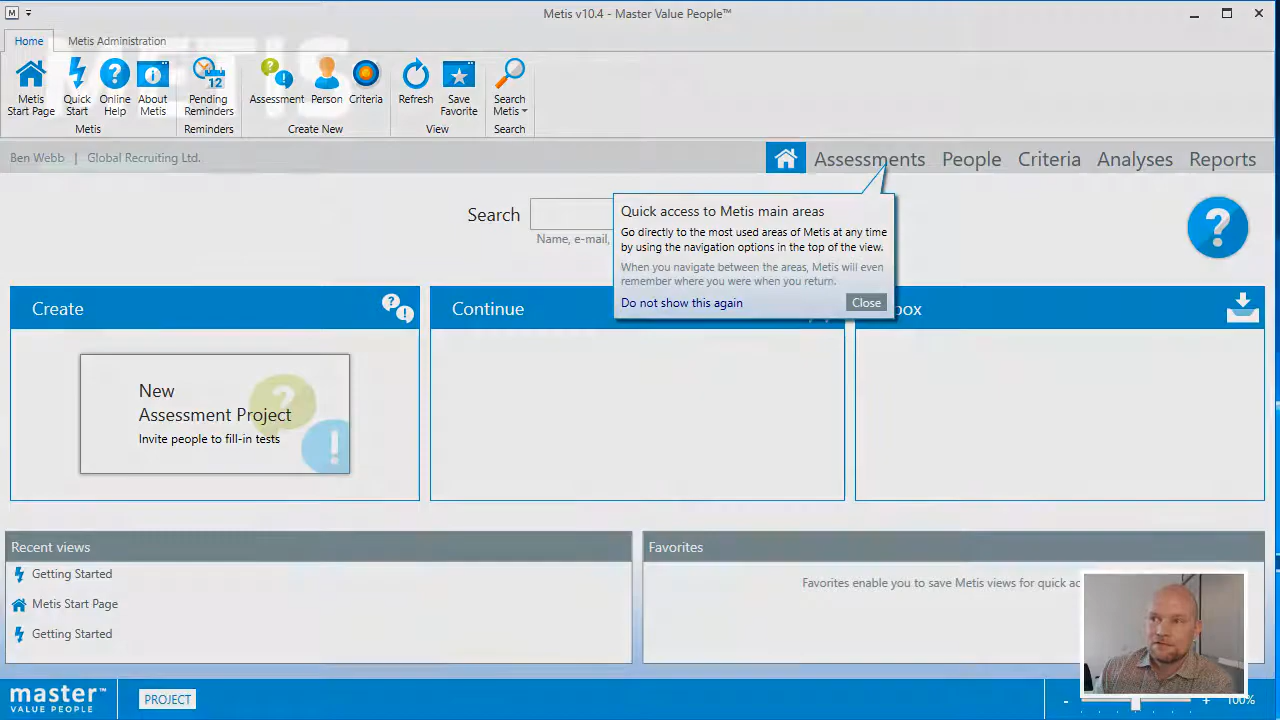 Metis v10.4 - Master Value People™
Home Metis Administration
METIS
Metis Start Page
Quick Start
Online Help
About Metis
Pending Reminders
12
Assessment
Person
Criteria
Refresh
Save Favorite
Search Metis
Metis
Reminders
Create New
View
Search
Ben Webb | Global Recruiting Ltd.
Assessments People Criteria Analyses Reports
Search
Name, e-mail,
Quick access to Metis main areas
Go directly to the most used areas of Metis at any time
by using the navigation options in the top of the view.
When you navigate between the areas, Metis will even
remember where you were when you return.
Do not show this again Close
Create
Continue
box
New
Assessment Project
Invite people to fill-in tests
Recent views
Getting Started
Metis Start Page
Getting Started
Favorites
Favorites enable you to save Metis views for quick ac
master™
VALUE PEOPLE
PROJECT
- + 100%